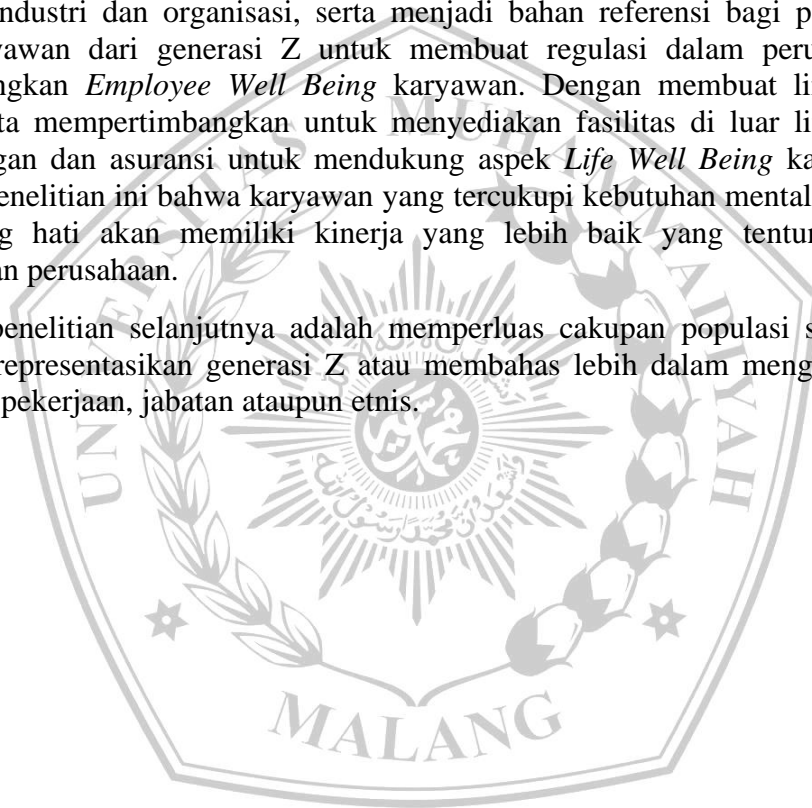 ndustri dan organisasi, serta menjadi bahan referensi bagi p
yawan dari generasi Z untuk membuat regulasi dalam peru
ngkan Employee Well Being karyawan. Dengan membuat li
ta mempertimbangkan untuk menyediakan fasilitas di luar li
gan dan asuransi untuk mendukung aspek Life Well Being ka
enelitian ini bahwa karyawan yang tercukupi kebutuhan mental
g hati akan memiliki kinerja yang lebih baik yang tentu
an perusahaan.
penelitian selanjutnya adalah memperluas cakupan populasi s
representasikan generasi Z atau membahas lebih dalam meng
pekerjaan, jabatan ataupun etnis.
UNIVERSITAS MUHAMMADIYAH
MALANG